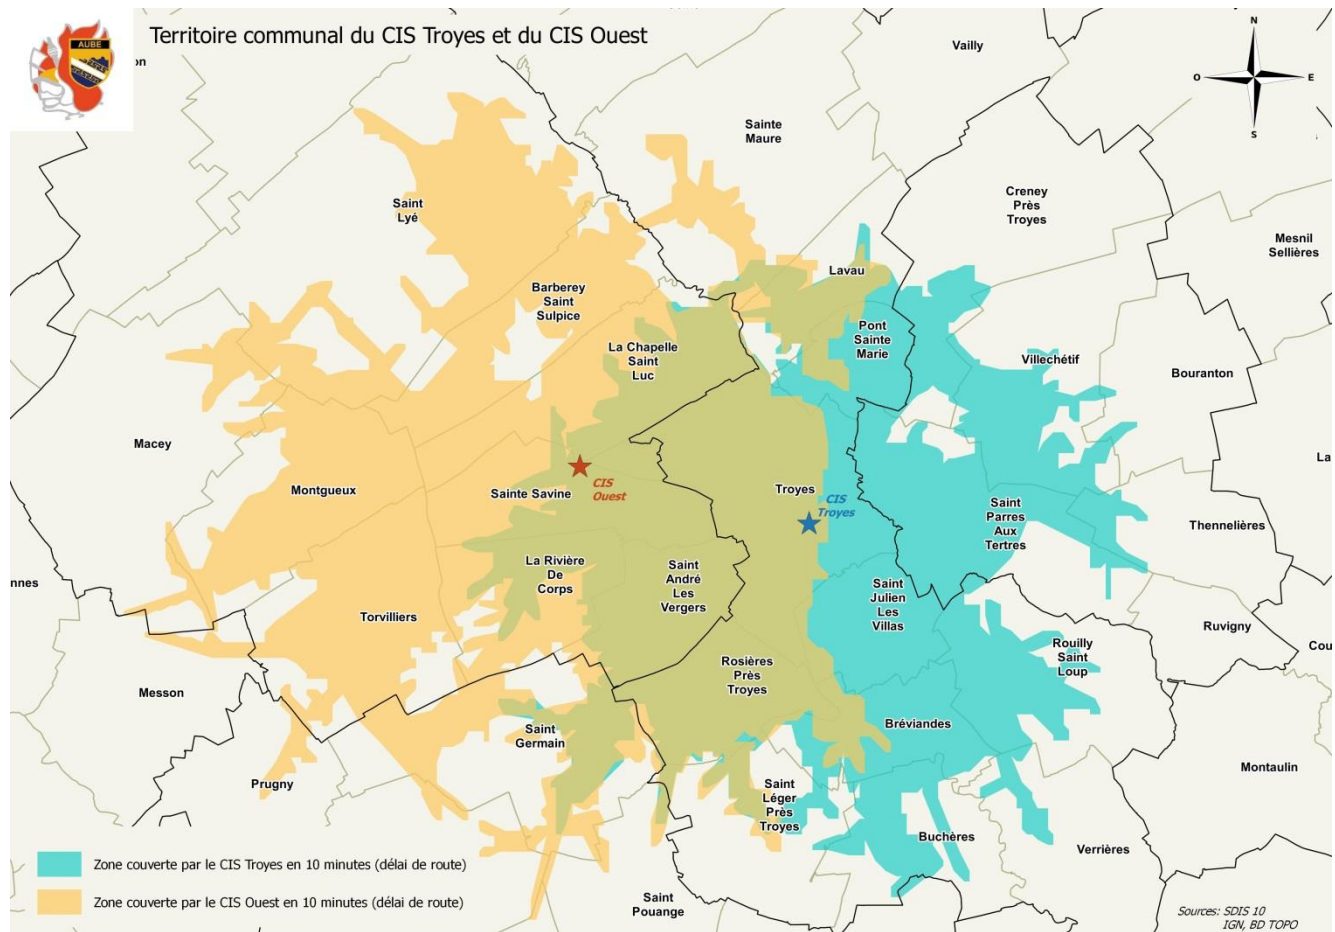 Territoire communal du CIS Troyes et du CIS Ouest
AUBE
on
Vailly
N
O
E
S
Sainte
Maure
Creney
Près
Troyes
Saint
Lyé
Mesnil
Sellières
Lavau
Barberey
Saint
Sulpice
Pont
Sainte
Marie
La Chapelle
Saint
Luc
Villechétif
Bouranton
Macey
La
CIS
Ouest
Montgueux
Sainte Savine
Troyes
CIS
Troyes
Saint
Parres
Aux
Tertres
Thennelières
nnes
La Rivière
De
Corps
Saint
André
Les
Vergers
Saint
Julien
Les
Villas
Torvilliers
Ruvigny
Rouilly
Saint
Loup
Cou
Messon
Rosières
Près
Troyes
Saint
Germain
Bréviandes
Prugny
Saint
Léger
Près
Troyes
Montaulin
Buchères
Verrières
Saint
Pouange
Zone couverte par le CIS Troyes en 10 minutes (délai de route)
Zone couverte par le CIS Ouest en 10 minutes (délai de route)
Sources: SDIS 10
IGN, BD TOPO